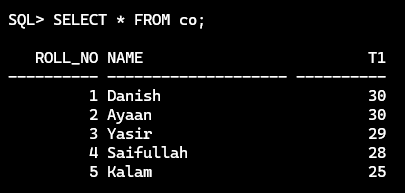 SQL> SELECT * FROM co;
ROLL_NO NAME T1
---------- -------------------- ----------
1 Danish 30
2 Ayaan 30
3 Yasir 29
4 Saifullah 28
5 Kalam 25